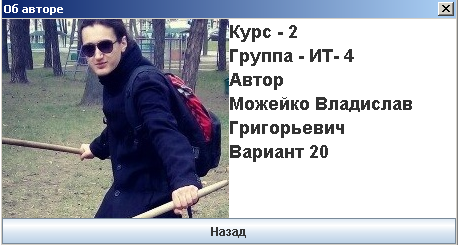 Об авторе
Курс - 2
Группа - ИТ- 4
Автор
Можейко Владислав
Григорьевич
Вариант 20
Назад